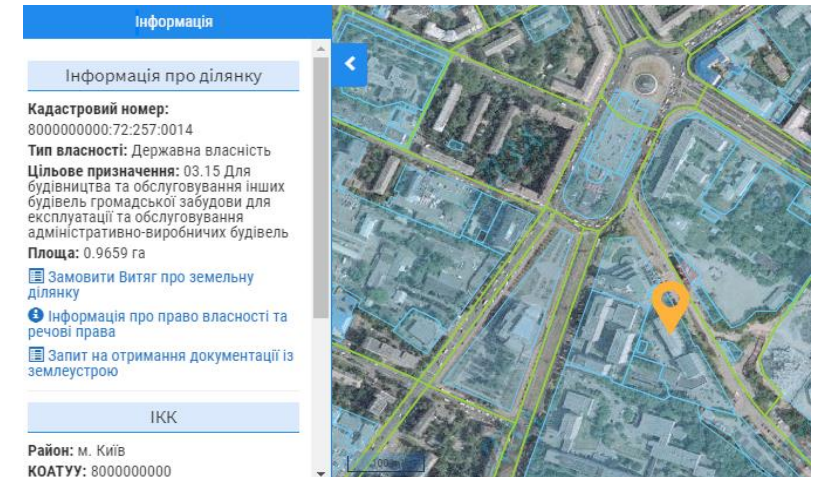 Інформація
Інформація про ділянку
Кадастровий номер:
8000000000:72:257:0014
Тип власності: Державна власність
Цільове призначення: 03.15 Для
будівництва та обслуговування інших
будівель громадської забудови для
експлуатації та обслуговування
адміністративно-виробничих будівель
Площа: 0.9659 га
Замовити Витяг про земельну
ділянку
Інформація про право власності та
речові права
Запит на отримання документації із
землеустрою
ІКК
Район: м. Київ
КОАТУУ: 8000000000